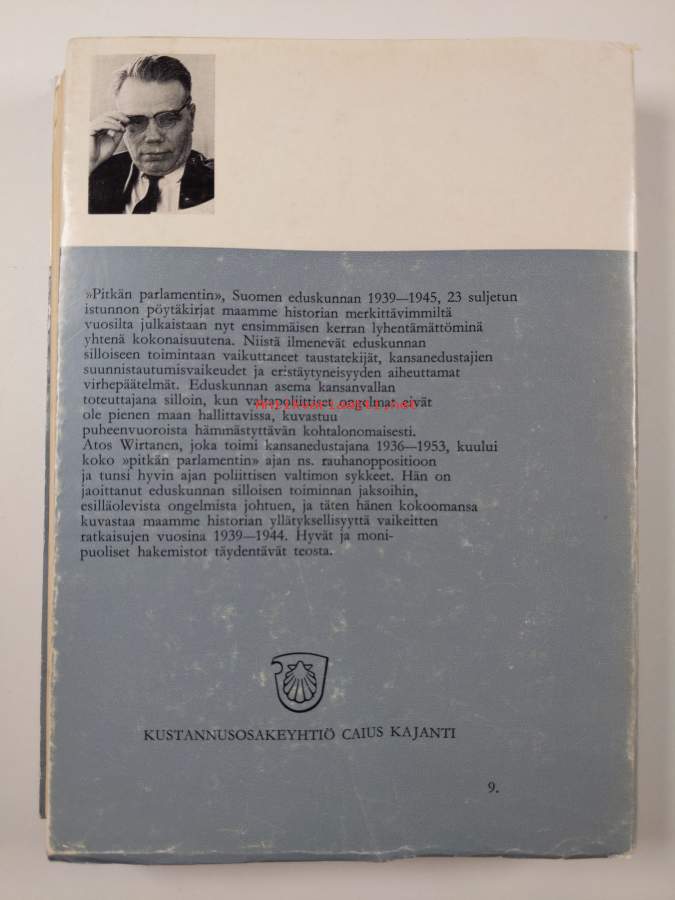 »Pitkän parlamentin», Suomen eduskunnan 1939—1945, 23 suljetun
istunnon pöytäkirjat maamme historian merkittävimmiltä
vuosilta julkaistaan nyt ensimmäisen kerran lyhentämättöminä
yhtenä kokonaisuutena. Niistä ilmenevät eduskunnan
silloiseen toimintaan vaikuttaneet taustatekijät, kansanedustajien
suunnistautumisvaikeudet ja eristäytyneisyyden aiheuttamat
virhepäätelmät. Eduskunnan asema kansanvallan
toteuttajana silloin, kun valtapoliittiset ongelmat eivät
ole pienen maan hallittavissa, kuvastuu
puheenvuoroista hämmästyttävän kohtalonomaisesti.
Atos Wirtanen, joka toimi kansanedustajana 1936—1953, kuului
koko »pitkän parlamentin» ajan ns. rauhanoppositioon
ja tunsi hyvin ajan poliittisen valtimon sykkeet. Hän on
jaoittanut eduskunnan silloisen toiminnan jaksoihin,
esilläolevista ongelmista johtuen, ja täten hänen kokoomansa
kuvastaa maamme historian yllätyksellisyyttä vaikeitten
ratkaisujen vuosina 1939—1944. Hyvät ja moni-
puoliset hakemistot täydentävät teosta.
KUSTANNUSOSAKEYHTIÖ CAIUS KAJANTI
9.